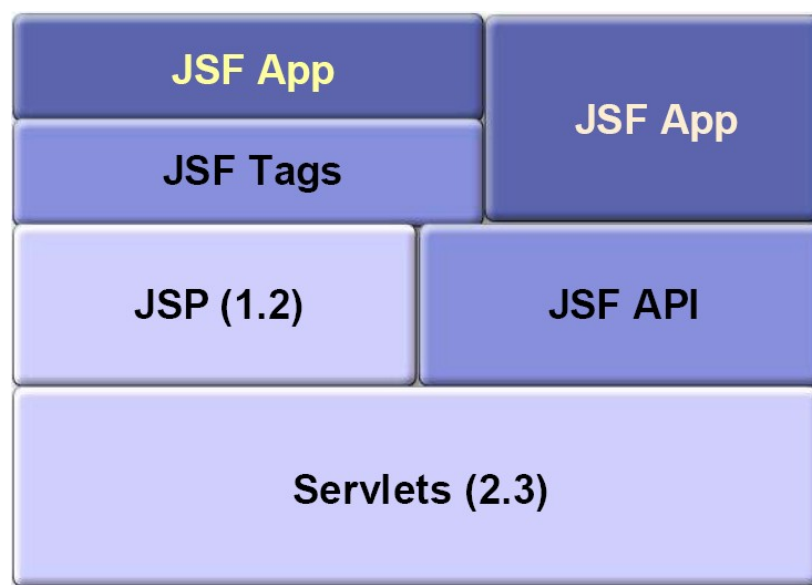 JSF App
JSF App
JSF Tags
JSP (1.2)
JSF API
Servlets (2.3)